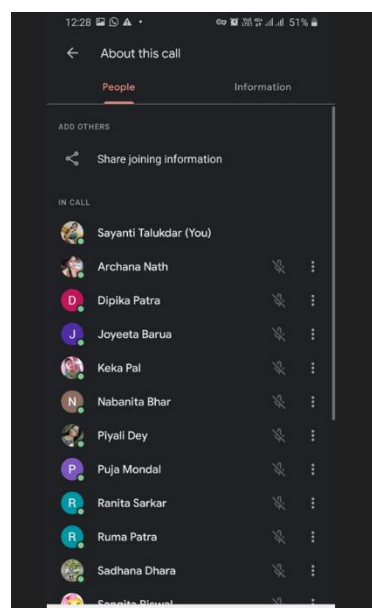 12:28 51%
About this call
People Information
ADD OTHERS
Share joining information
IN CALL
Sayanti Talukdar (You)
Archana Nath
D Dipika Patra
J Joyeeta Barua
Keka Pal
N Nabanita Bhar
Piyali Dey
P Puja Mondal
R Ranita Sarkar
R Ruma Patra
Sadhana Dhara
Sangita Biswal